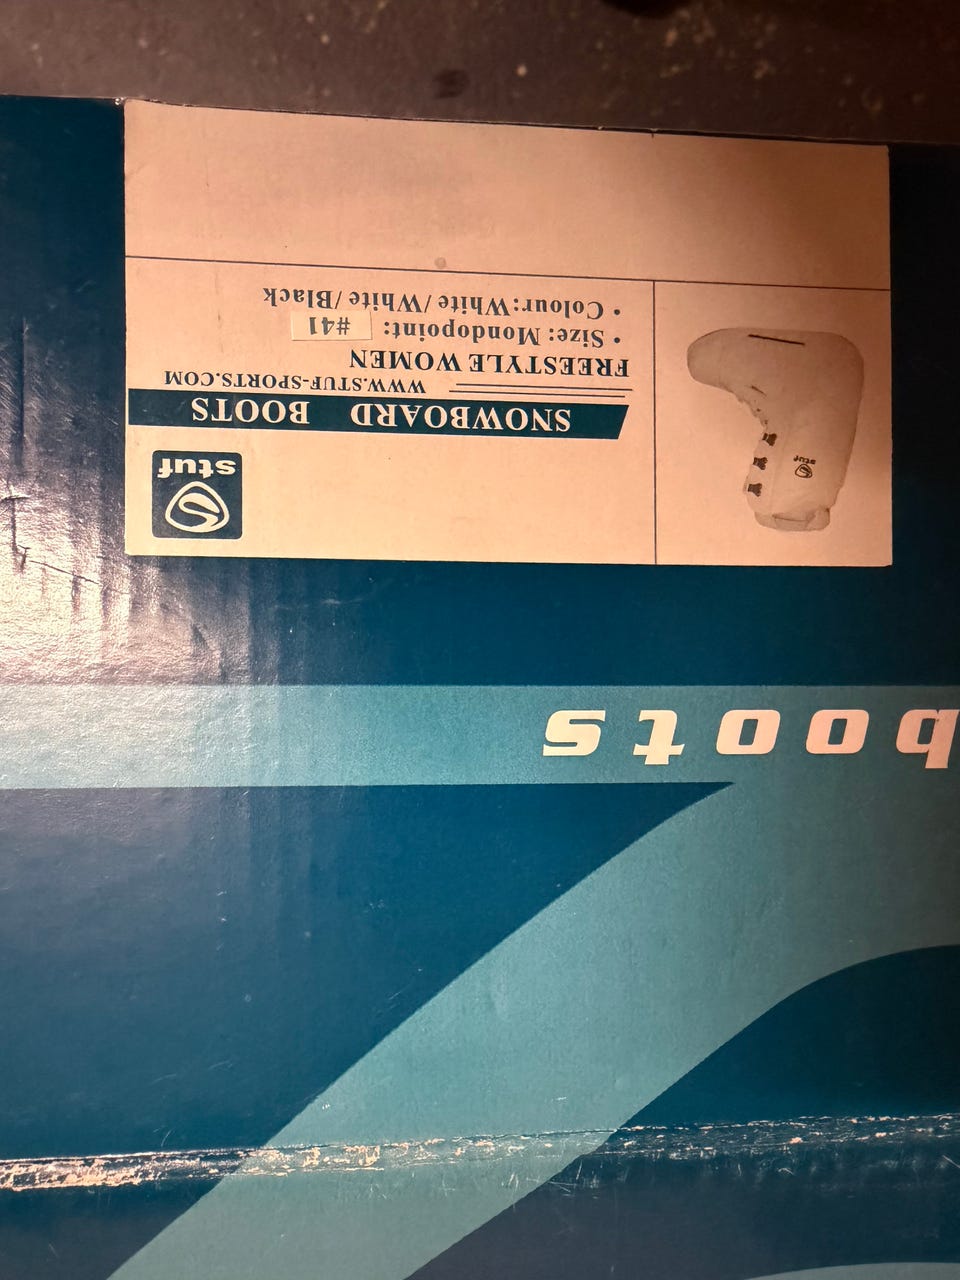 stuf
SNOWBOARD BOOTS
WWW.STUF-SPORTS.COM
FREESTYLE WOMEN
• Size: Mondopoint: #41
• Colour: White / White / Black
stuf
boots